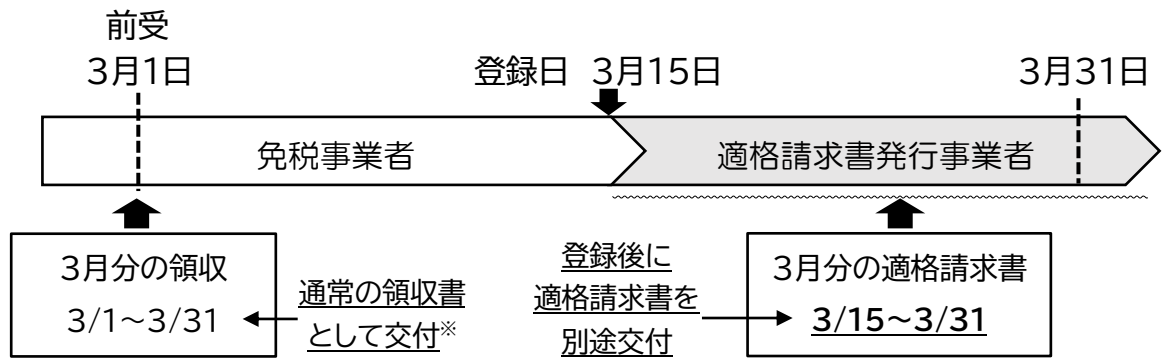 前受
3月1日
登録日 3月15日
3月31日
免税事業者
適格請求書発行事業者
3月分の領収
3/1～3/31
通常の領収書
として交付※
登録後に
適格請求書を
別途交付
3月分の適格請求書
3/15～3/31